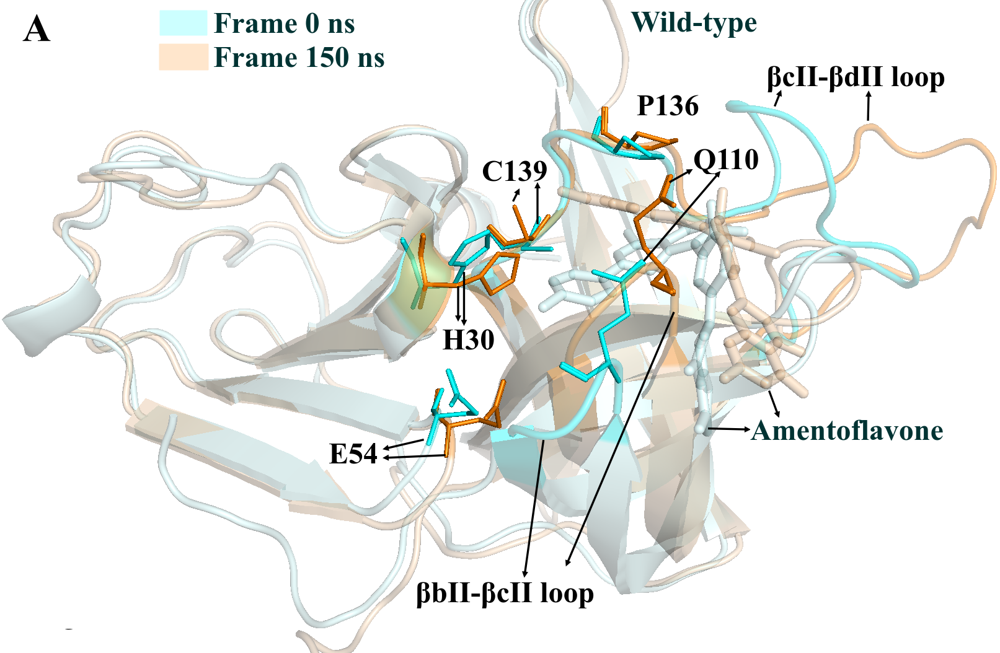 A
Frame 0 ns
Frame 150 ns
Wild-type
βcII-βdII loop
P136
Q110
C139
H30
E54
Amentoflavone
βbII-βcII loop